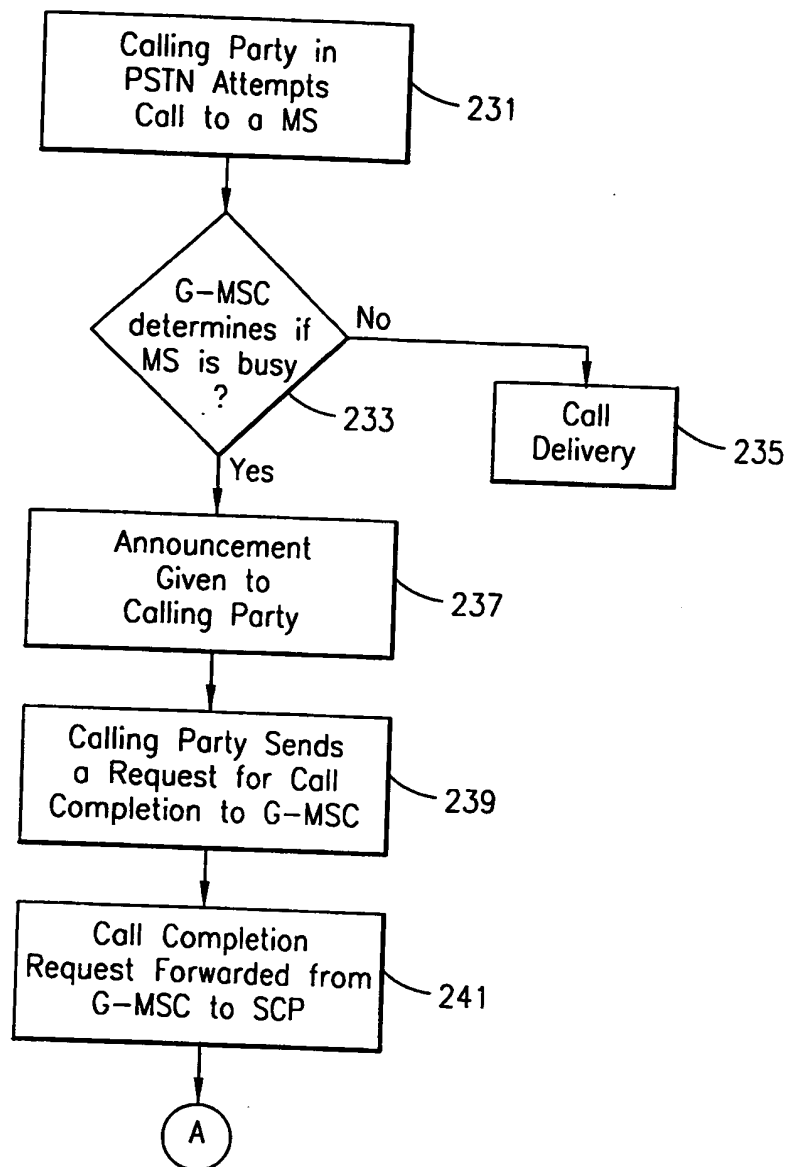 Calling Party in
PSTN Attempts
Call to a MS
231
G-MSC
determines if
MS is busy
?
No
233
Call
Delivery
235
Yes
Announcement
Given to
Calling Party
237
Calling Party Sends
a Request for Call
Completion to G-MSC
239
Call Completion
Request Forwarded from
G-MSC to SCP
241
A